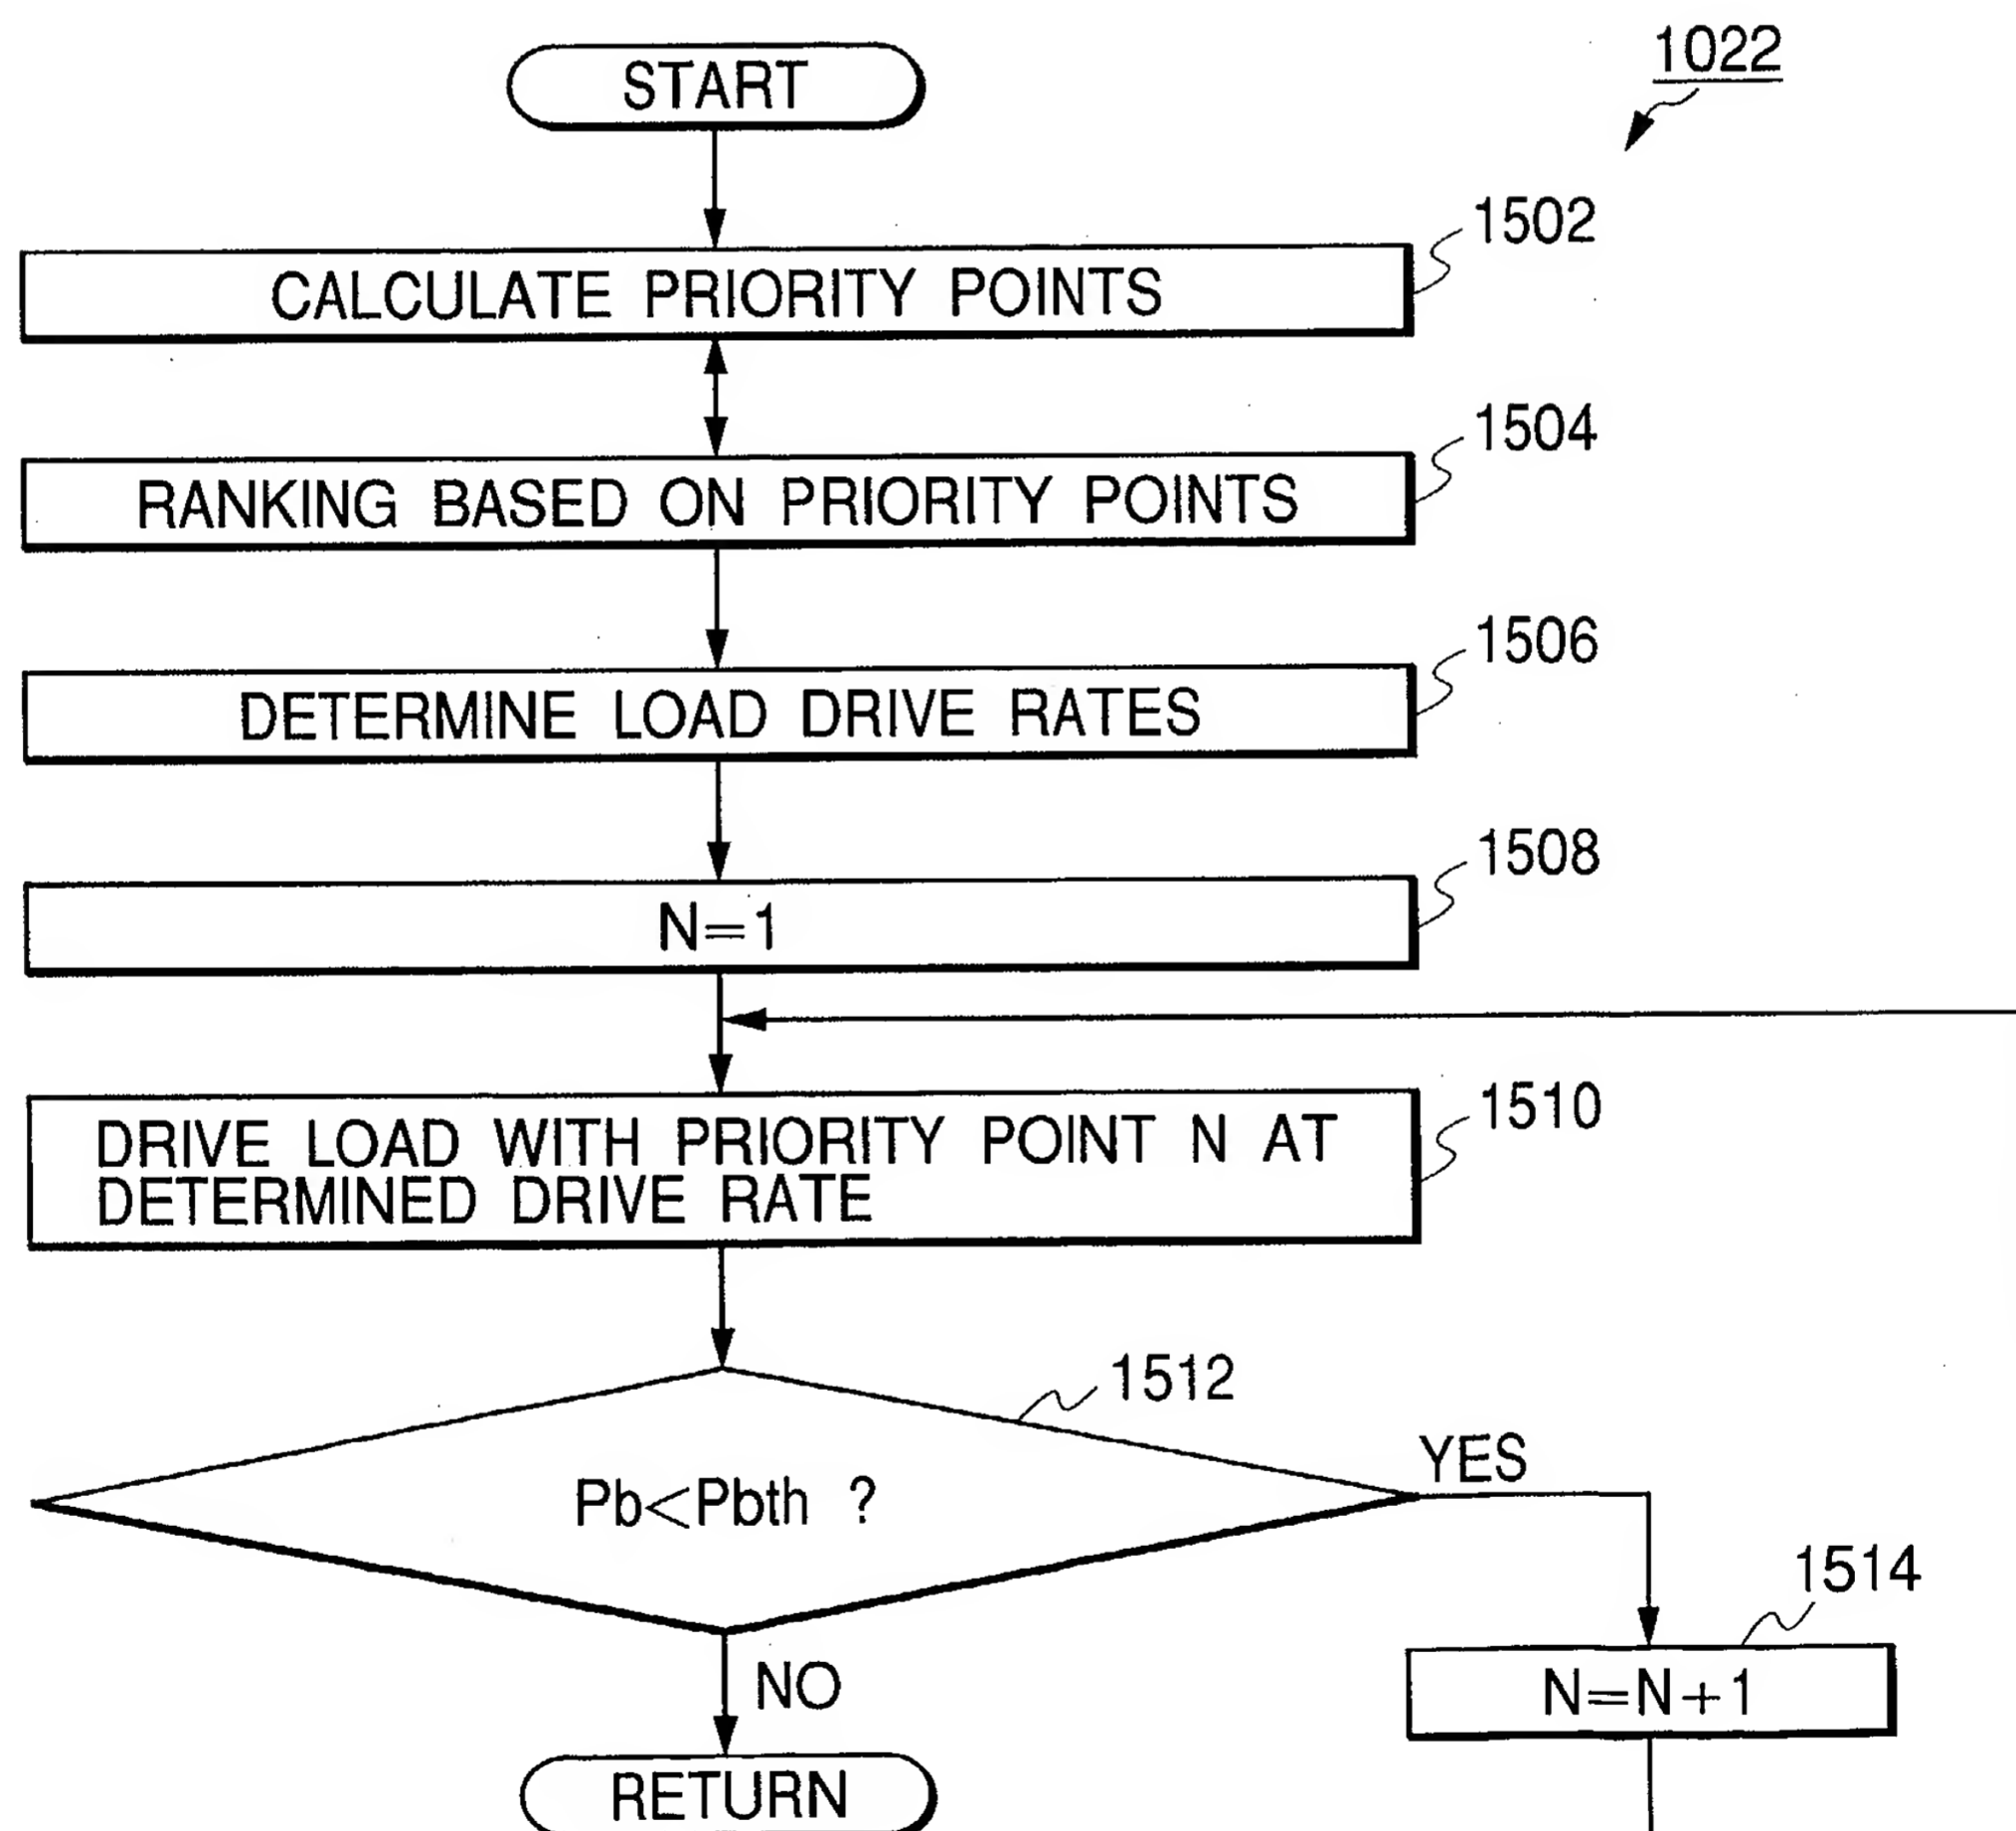 START
1022
1502
CALCULATE PRIORITY POINTS
1504
RANKING BASED ON PRIORITY POINTS
1506
DETERMINE LOAD DRIVE RATES
1508
N=1
1510
DRIVE LOAD WITH PRIORITY POINT N AT
DETERMINED DRIVE RATE
1512
Pb<Pbth ?
YES
1514
N=N+1
NO
RETURN